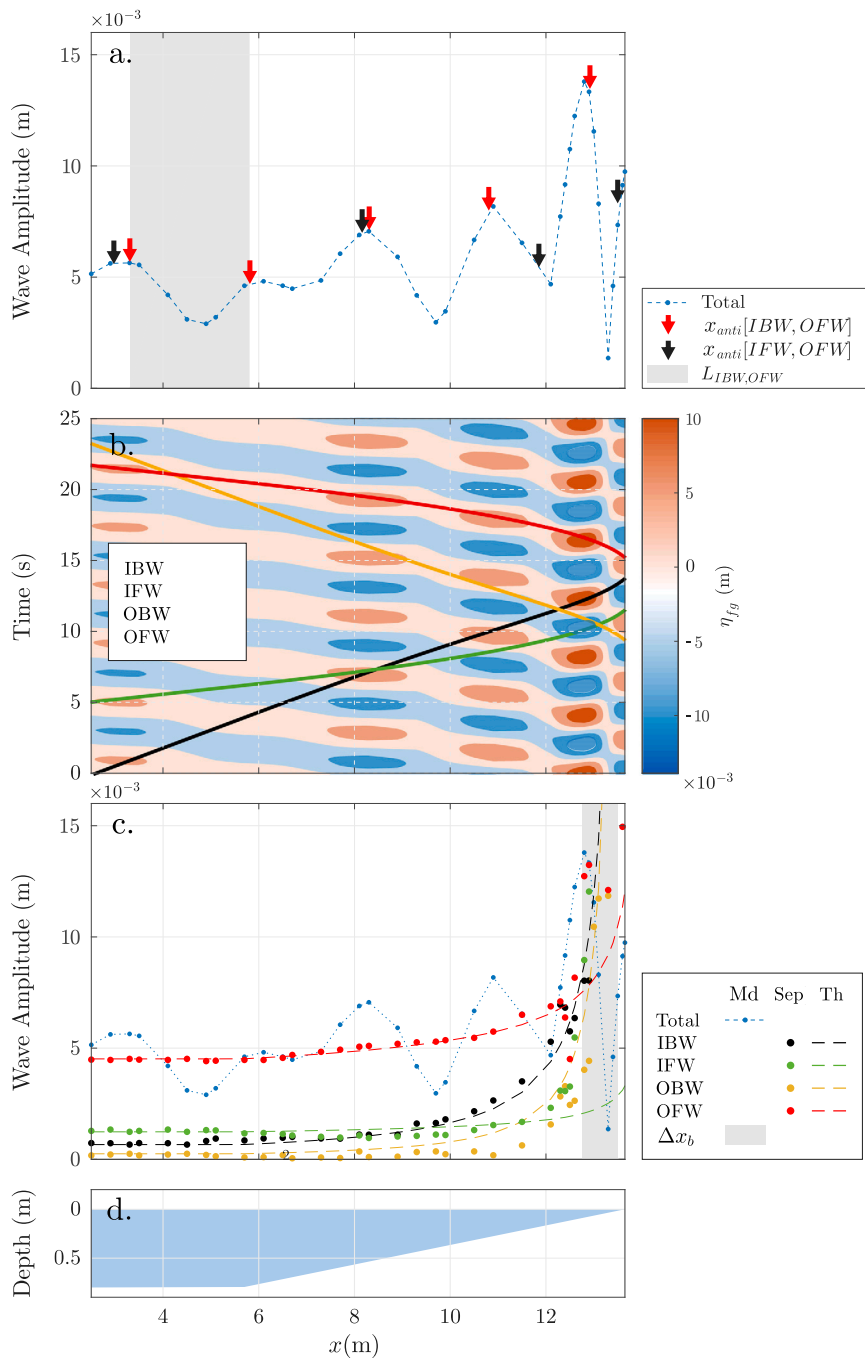 ×10⁻³
a.
15
10
5
0
Wave Amplitude (m)
Total
x_anti[IBW, OFW]
x_anti[IFW, OFW]
L_IBW,OFW
b.
25
20
15
10
5
0
Time (s)
IBW
IFW
OBW
OFW
10
5
0
-5
-10
×10⁻³
η_fg (m)
×10⁻³
c.
15
10
5
0
Wave Amplitude (m)
2
Md Sep Th
Total
IBW
IFW
OBW
OFW
Δx_b
d.
0
0.5
Depth (m)
4 6 8 10 12
x(m)